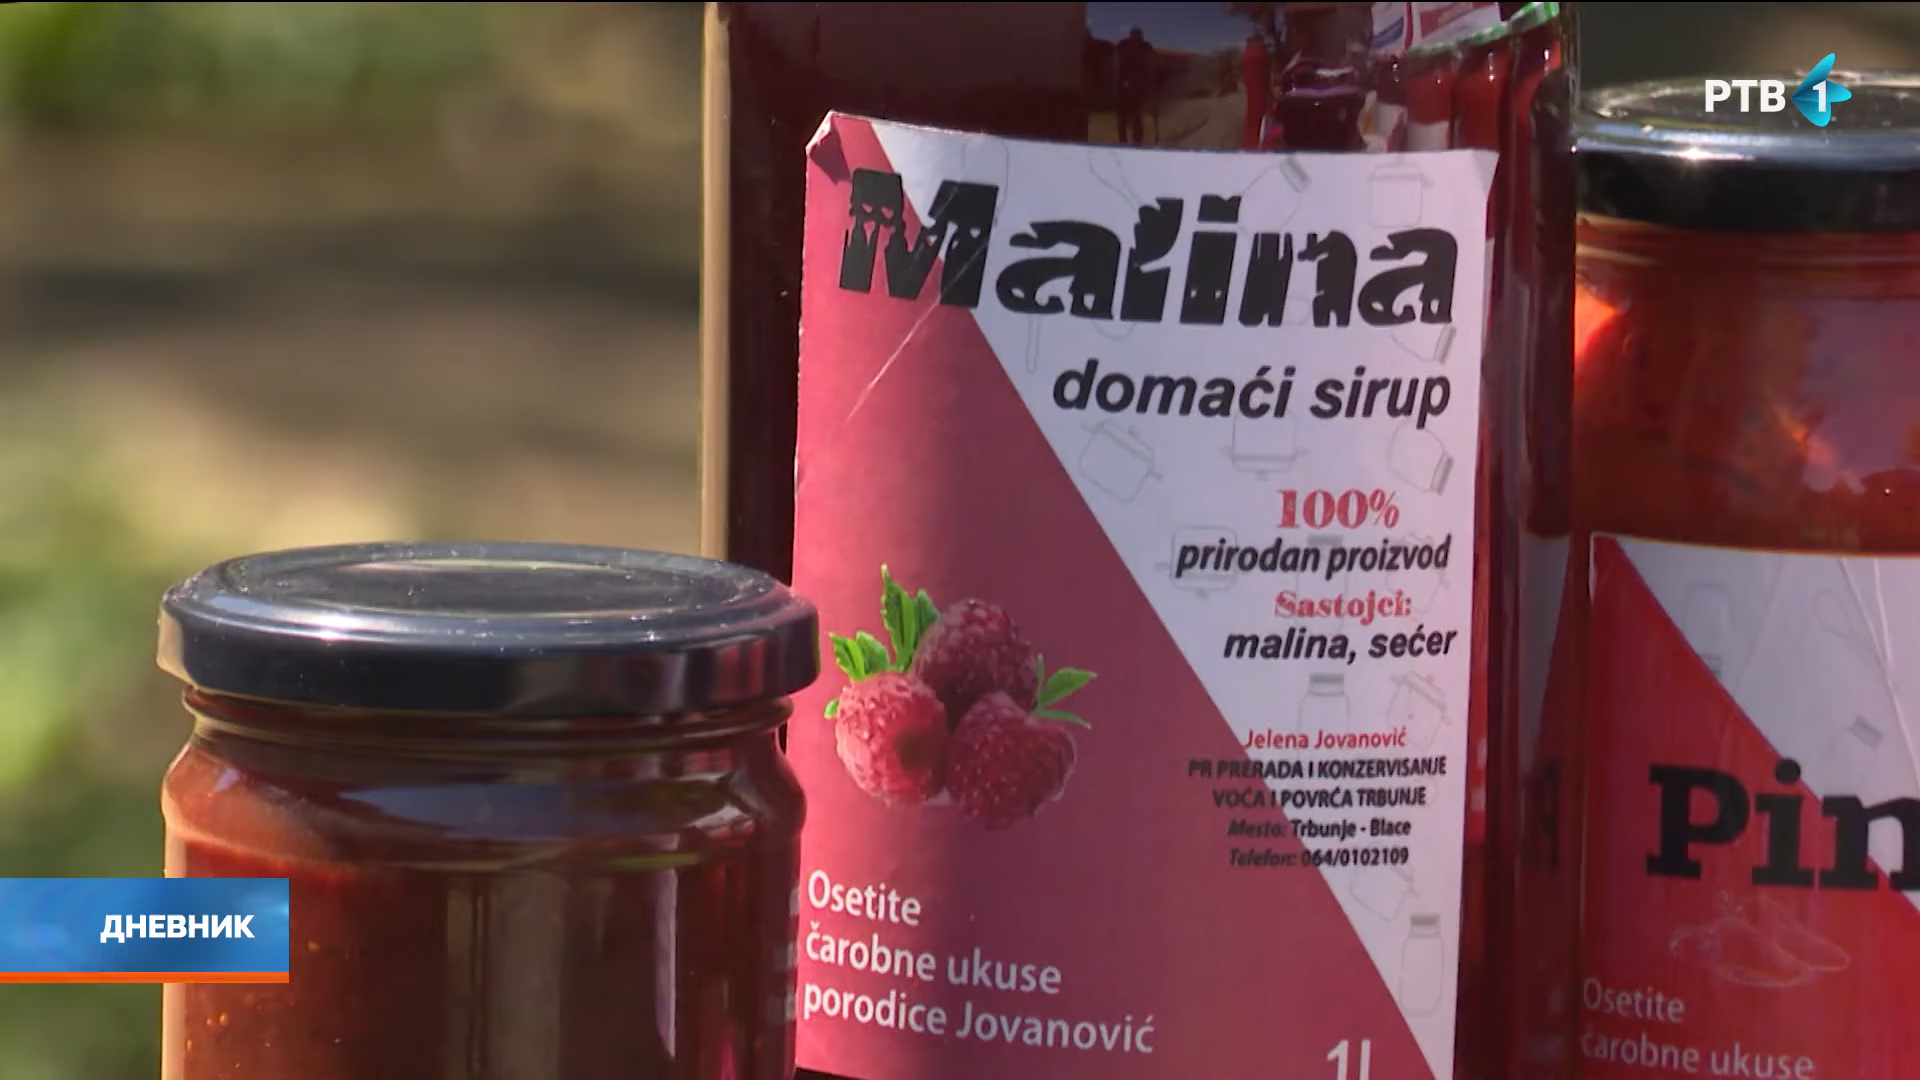 РТВ 1
Malina
domaći sirup
100%
prirodan proizvod
Sastojci:
malina, sećer
Jelena Jovanović
PR PRERADA I KONZERVISANJE
VOĆA I POVRĆA TRBUNJE
Mesto: Trbunje - Blace
Telefon: 064/0102109
Osetite
čarobne ukuse
porodice Jovanović
1l
Pin
Osetite
čarobne ukuse
ДНЕВНИК